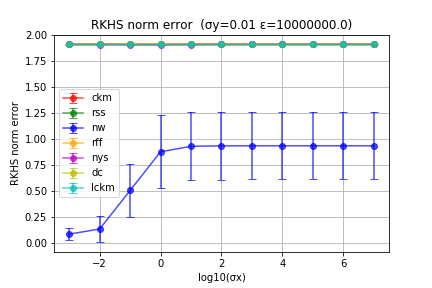 RKHS norm error  (σy=0.01 ε=10000000.0)
RKHS norm error
2.00
1.75
1.50
1.25
1.00
0.75
0.50
0.25
0.00
ckm
rss
nw
rff
nys
dc
lckm
−2 0 2 4 6
log10(σx)